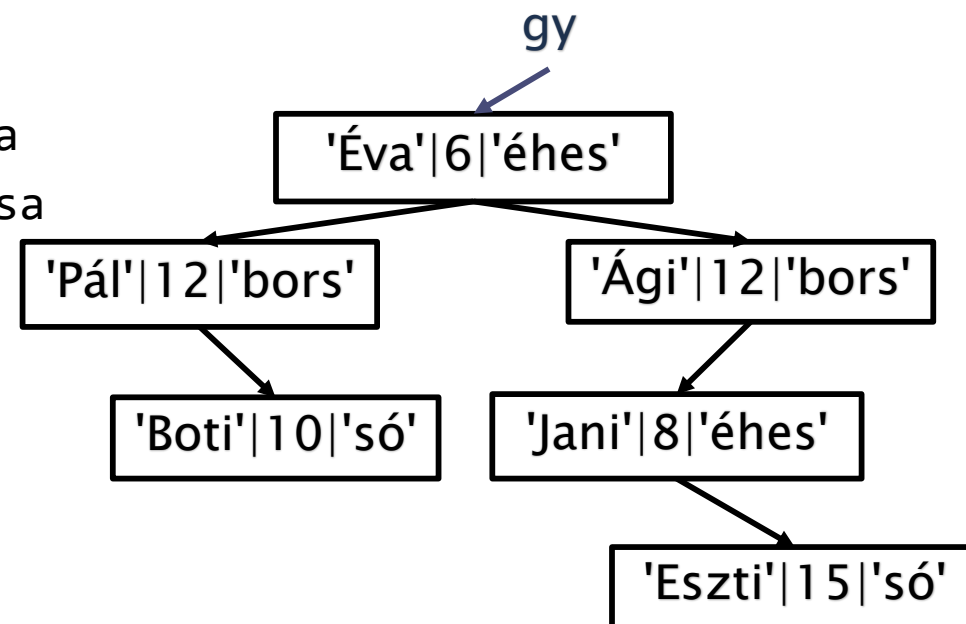 gy
a
sa
'Éva'|6|'éhes'
'Pál'|12|'bors'
'Ági'|12|'bors'
'Boti'|10|'só'
'Jani'|8|'éhes'
'Eszti'|15|'só'